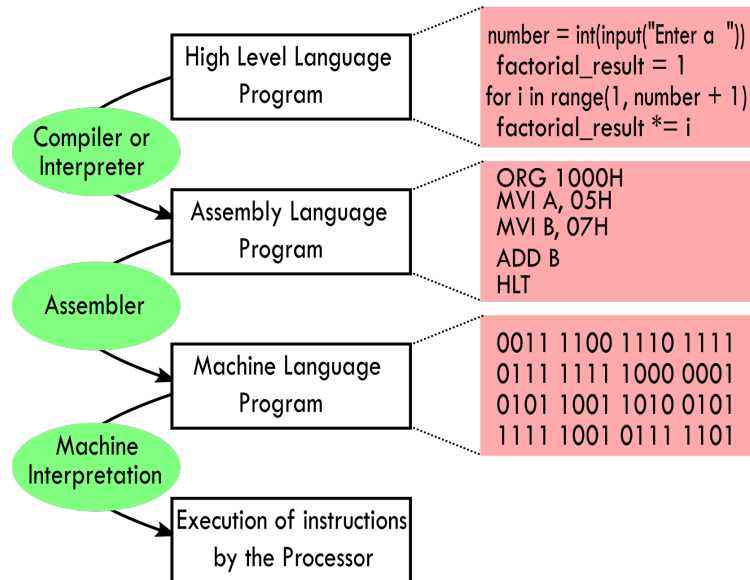 High Level Language
Program
number = int(input("Enter a  "))
factorial_result = 1
for i in range(1, number + 1)
factorial_result *= i
Compiler or
Interpreter
Assembly Language
Program
ORG 1000H
MVI A, 05H
MVI B, 07H
ADD B
HLT
Assembler
Machine Language
Program
0011 1100 1110 1111
0111 1111 1000 0001
0101 1001 1010 0101
1111 1001 0111 1101
Machine
Interpretation
Execution of instructions
by the Processor